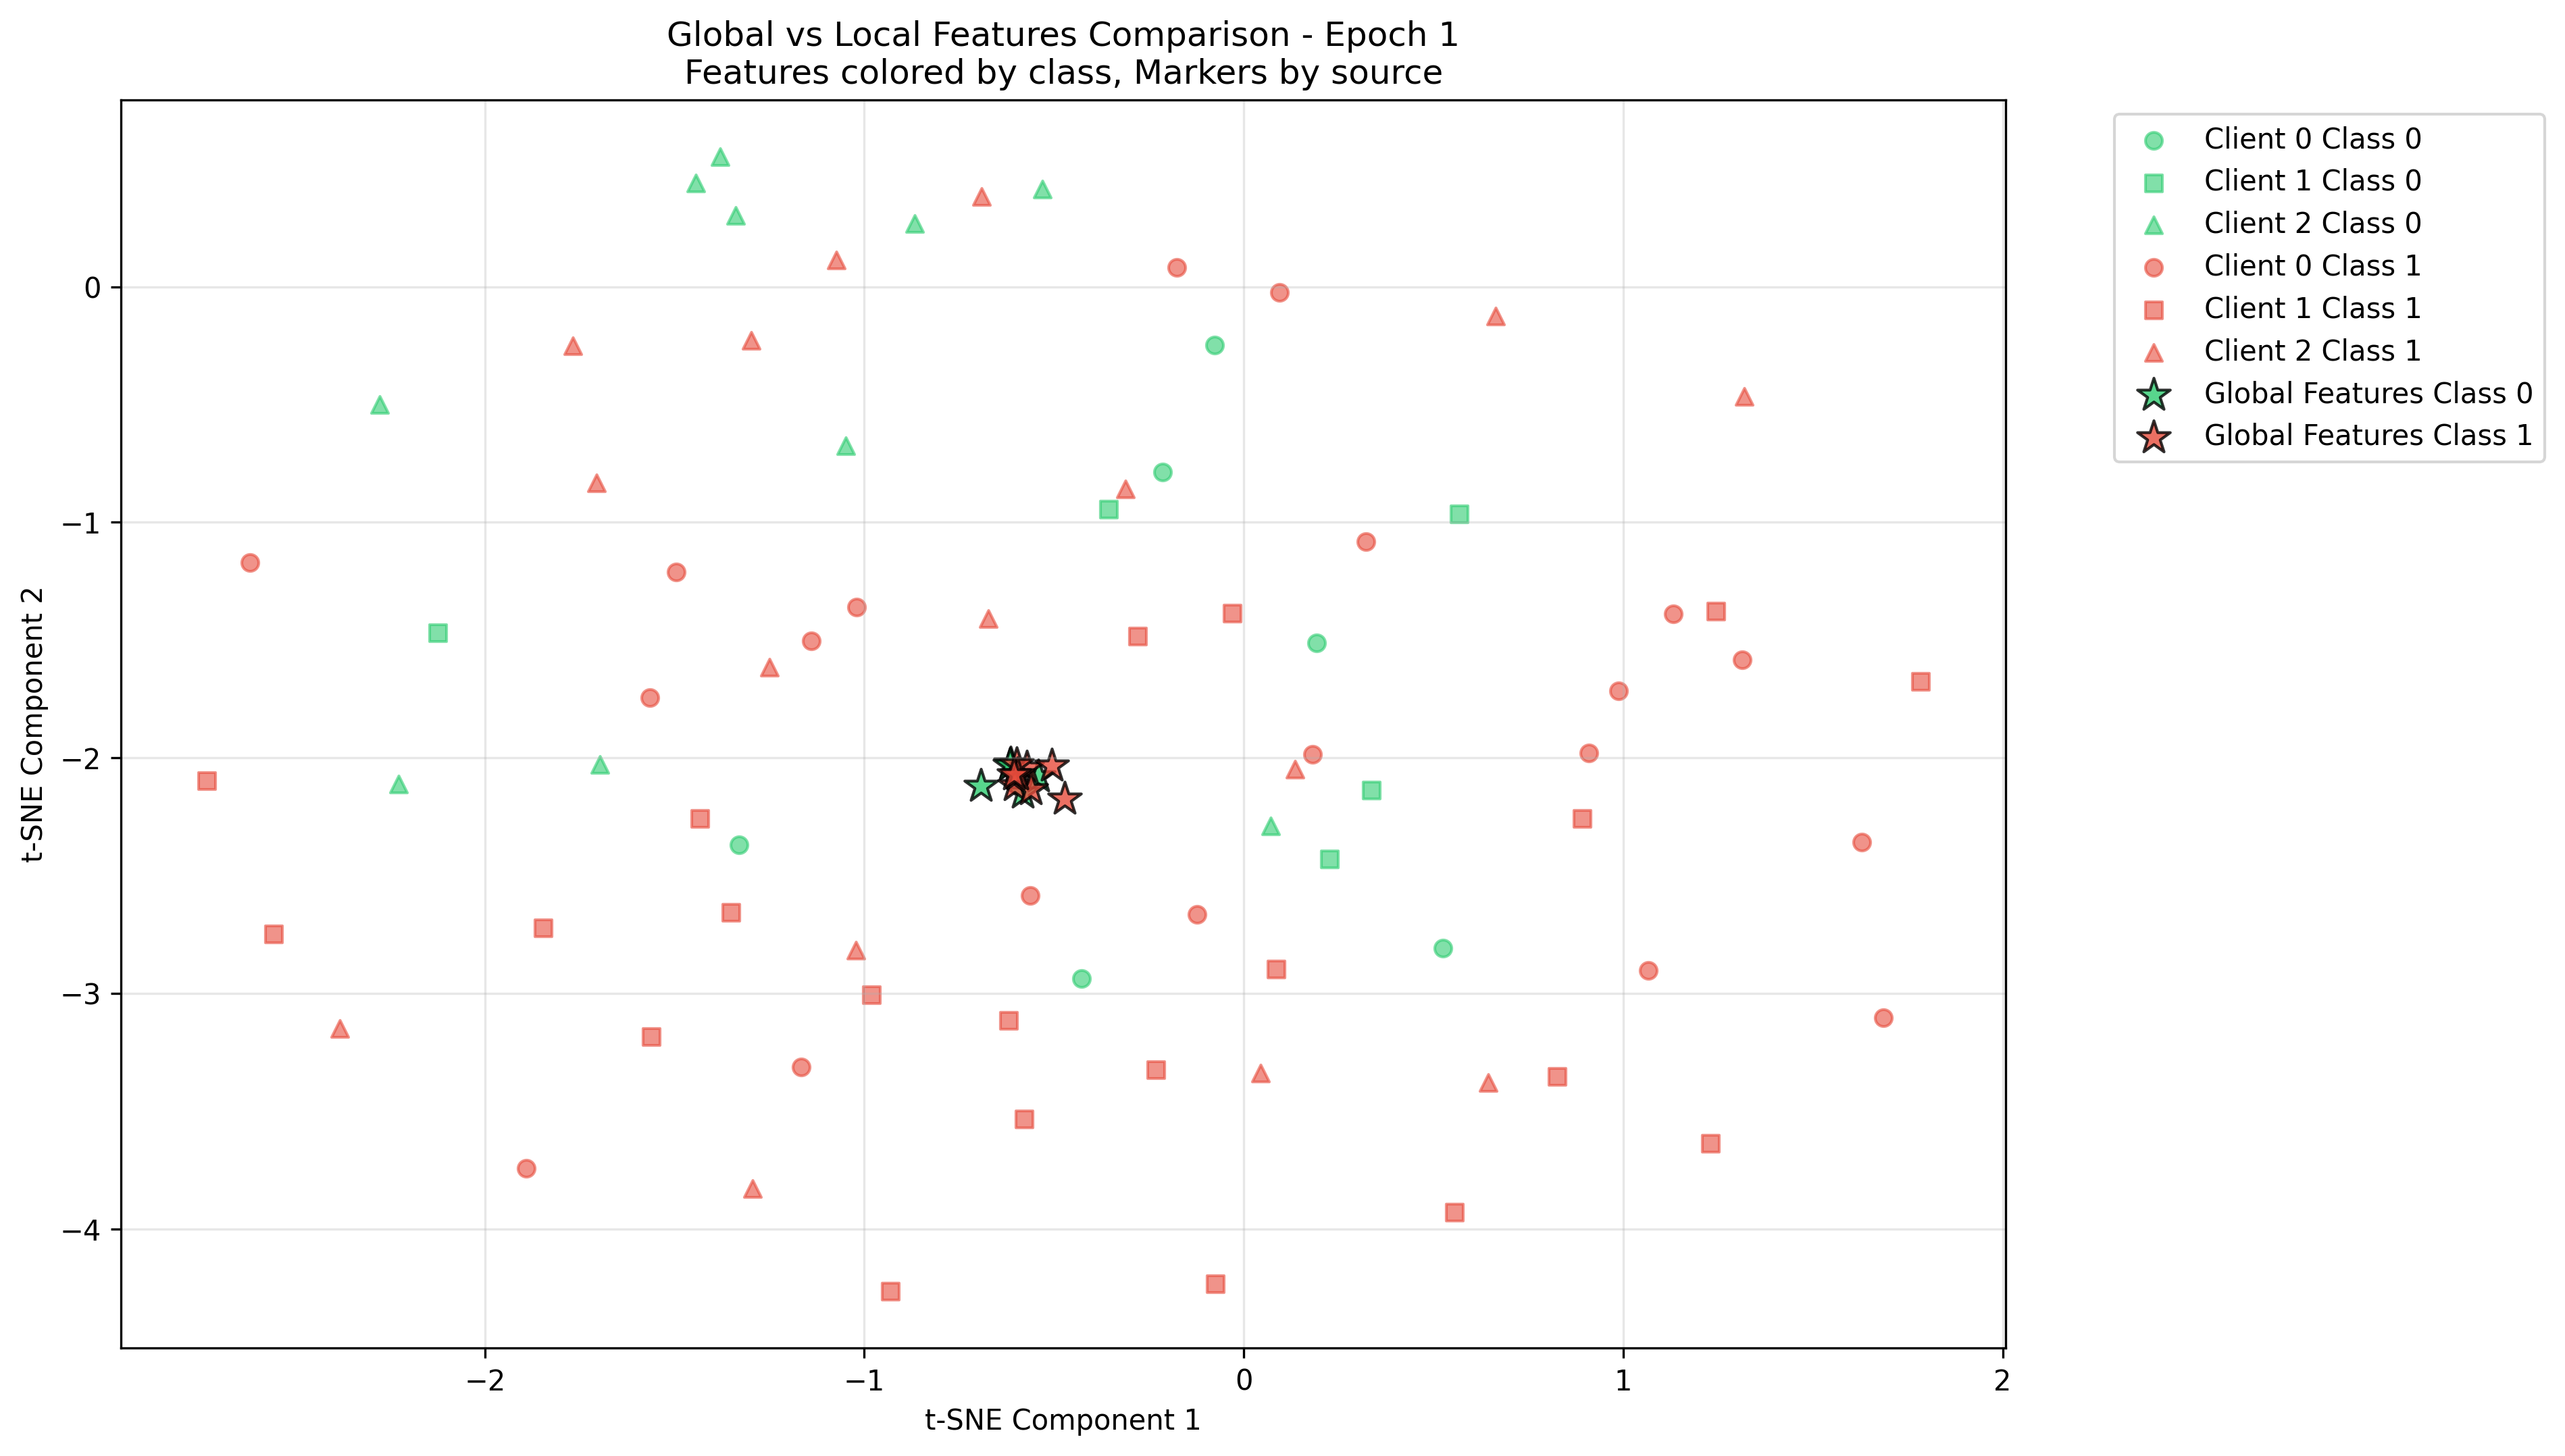 Global vs Local Features Comparison - Epoch 1
Features colored by class, Markers by source
Client 0 Class 0
Client 1 Class 0
Client 2 Class 0
Client 0 Class 1
Client 1 Class 1
Client 2 Class 1
Global Features Class 0
Global Features Class 1
t-SNE Component 2
0
−1
−2
−3
−4
−2
−1
0
1
2
t-SNE Component 1